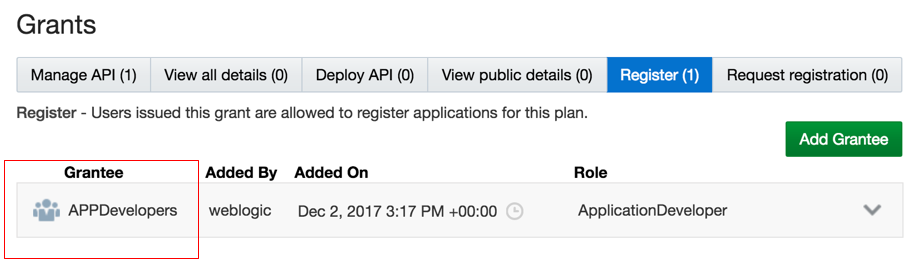 Grants
Manage API (1) View all details (0) Deploy API (0) View public details (0) Register (1) Request registration (0)
Register - Users issued this grant are allowed to register applications for this plan.
Add Grantee
Grantee Added By Added On Role
APPDevelopers weblogic Dec 2, 2017 3:17 PM +00:00 ApplicationDeveloper